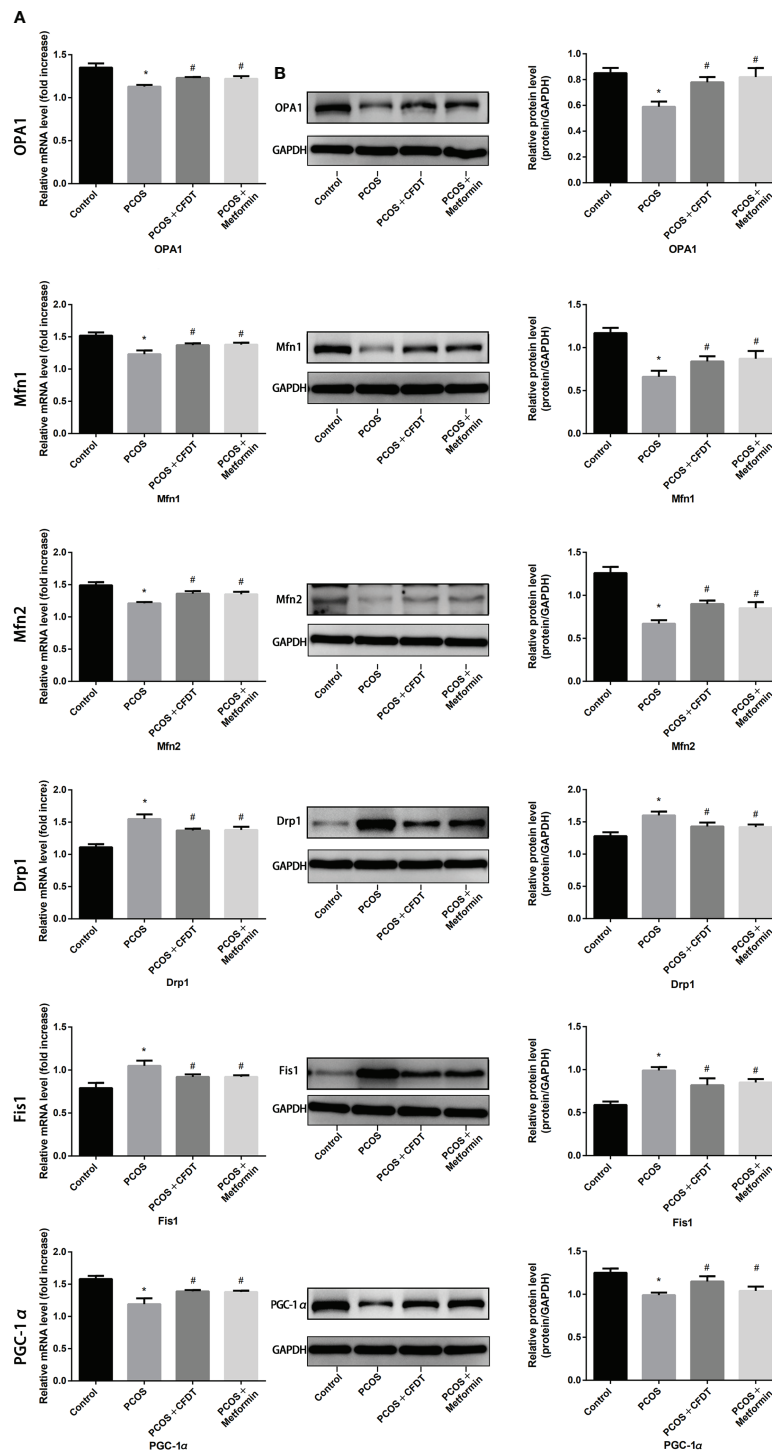 A
OPA1
Relative mRNA level (fold increase)
2.0
1.5
1.0
0.5
0.0
*
#
#
Control
PCOS
PCOS+CFDT
PCOS+
Metformin
OPA1
B
OPA1
GAPDH
Control
PCOS
PCOS+CFDT
PCOS+
Metformin
Relative protein level
(protein/GAPDH)
1.0
0.8
0.6
0.4
0.2
0.0
*
#
#
Control
PCOS
PCOS+CFDT
PCOS+
Metformin
OPA1
Mfn1
Relative mRNA level (fold increase)
2.0
1.5
1.0
0.5
0.0
*
#
#
Control
PCOS
PCOS+CFDT
PCOS+
Metformin
Mfn1
Mfn1
GAPDH
Control
PCOS
PCOS+CFDT
PCOS+
Metformin
Relative protein level
(protein/GAPDH)
1.5
1.0
0.5
0.0
*
#
#
Control
PCOS
PCOS+CFDT
PCOS+
Metformin
Mfn1
Mfn2
Relative mRNA level (fold increase)
2.0
1.5
1.0
0.5
0.0
*
#
#
Control
PCOS
PCOS+CFDT
PCOS+
Metformin
Mfn2
Mfn2
GAPDH
Control
PCOS
PCOS+CFDT
PCOS+
Metformin
Relative protein level
(protein/GAPDH)
1.5
1.0
0.5
0.0
*
#
#
Control
PCOS
PCOS+CFDT
PCOS+
Metformin
Mfn2
Drp1
Relative mRNA level (fold increa
2.0
1.5
1.0
0.5
0.0
*
#
#
Control
PCOS
PCOS+CFDT
PCOS+
Metformin
Drp1
Drp1
GAPDH
Control
PCOS
PCOS+CFDT
PCOS+
Metformin
Relative protein level
(protein/GAPDH)
2.0
1.5
1.0
0.5
0.0
*
#
#
Control
PCOS
PCOS+CFDT
PCOS+
Metformin
Drp1
Fis1
Relative mRNA level (fold increase)
1.5
1.0
0.5
0.0
*
#
#
Control
PCOS
PCOS+CFDT
PCOS+
Metformin
Fis1
Fis1
GAPDH
Control
PCOS
PCOS+CFDT
PCOS+
Metformin
Relative protein level
(protein/GAPDH)
1.5
1.0
0.5
0.0
*
#
#
Control
PCOS
PCOS+CFDT
PCOS+
Metformin
Fis1
PGC-1α
Relative mRNA level (fold increase)
2.0
1.5
1.0
0.5
0.0
*
#
#
Control
PCOS
PCOS+CFDT
PCOS+
Metformin
PGC-1α
PGC-1α
GAPDH
Control
PCOS
PCOS+CFDT
PCOS+
Metformin
Relative protein level
(protein/GAPDH)
1.5
1.0
0.5
0.0
*
#
#
Control
PCOS
PCOS+CFDT
PCOS+
Metformin
PGC-1α